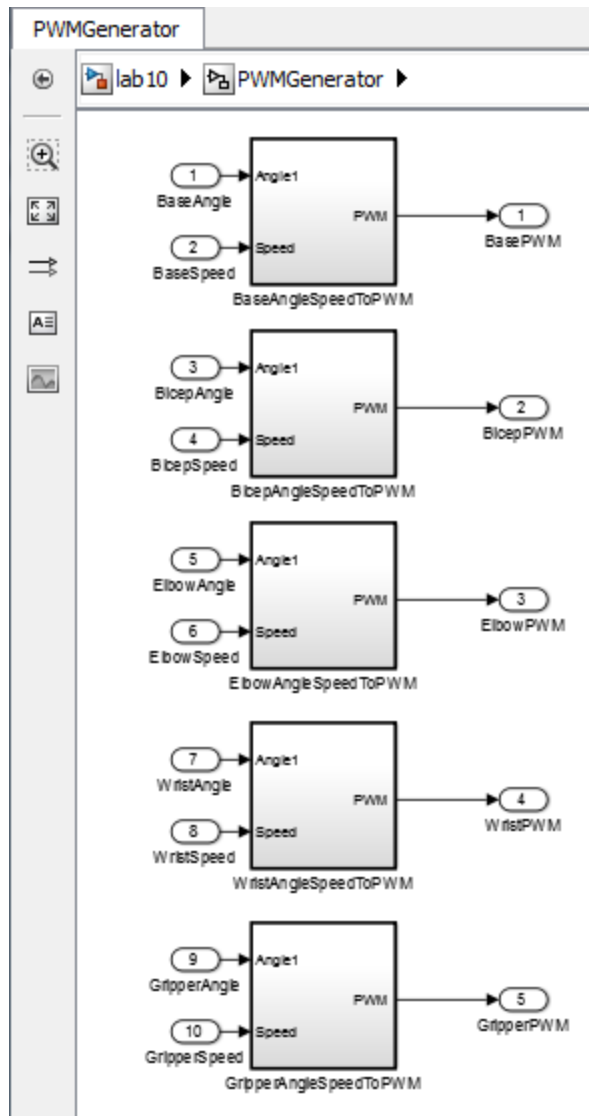 PWMGenerator
lab10 PWMGenerator
1 Angle1
BaseAngle
PWM 1
BasePWM
2 Speed
BaseSpeed
BaseAngleSpeedToPWM
3 Angle1
BicepAngle
PWM 2
BicepPWM
4 Speed
BicepSpeed
BicepAngleSpeedToPWM
5 Angle1
ElbowAngle
PWM 3
ElbowPWM
6 Speed
ElbowSpeed
ElbowAngleSpeedToPWM
7 Angle1
WristAngle
PWM 4
WristPWM
8 Speed
WristSpeed
WristAngleSpeedToPWM
9 Angle1
GripperAngle
PWM 5
GripperPWM
10 Speed
GripperSpeed
GripperAngleSpeedToPWM